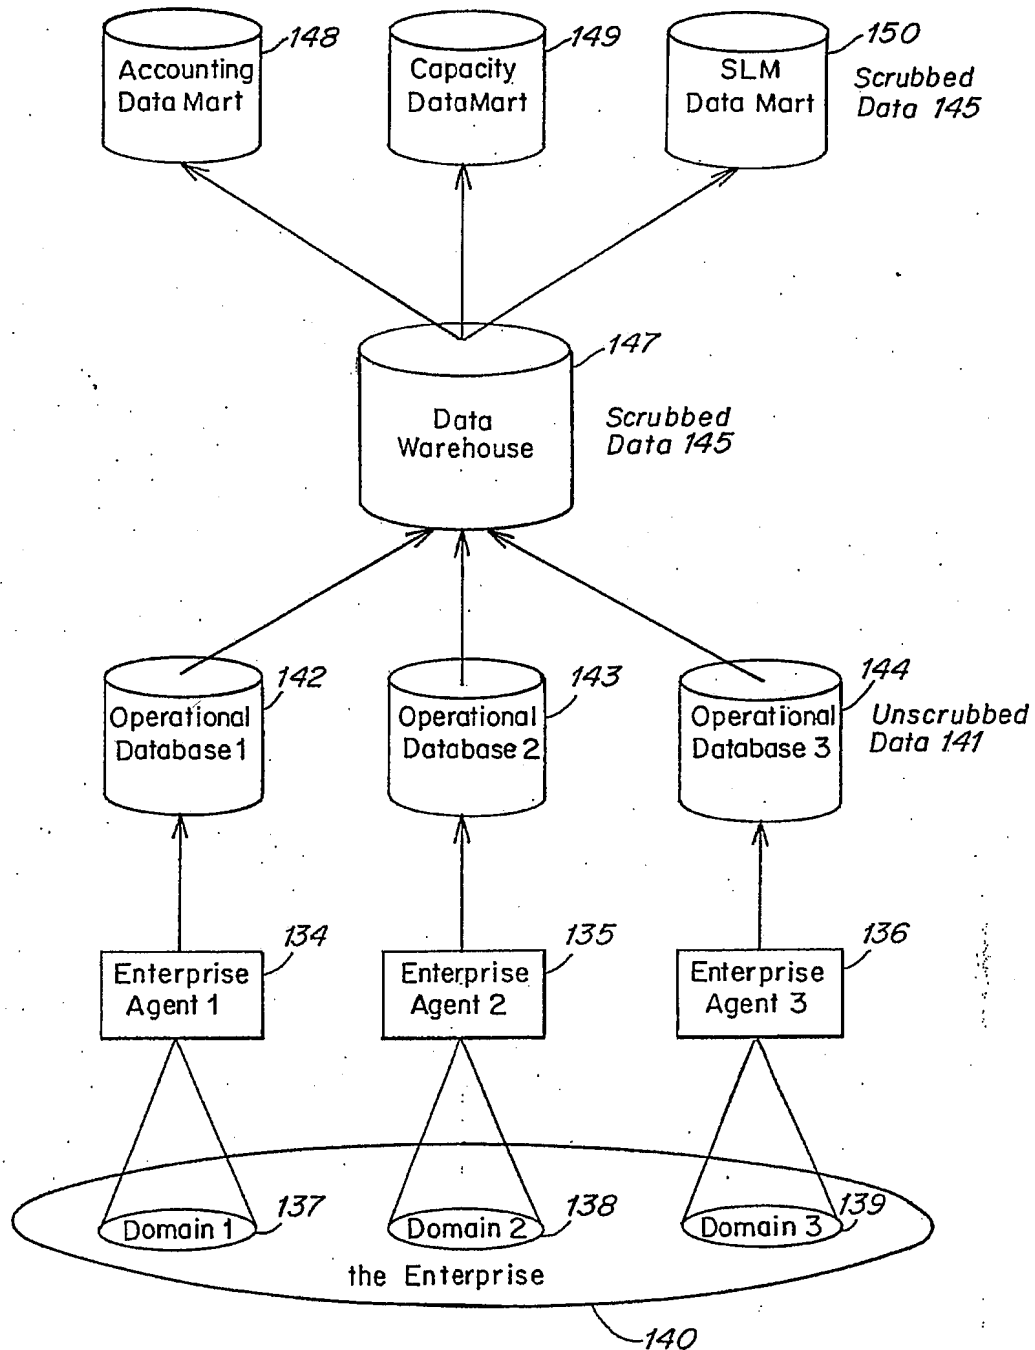 148
Accounting
Data Mart
149
Capacity
DataMart
150
SLM
Data Mart
Scrubbed
Data 145
147
Data
Warehouse
Scrubbed
Data 145
142
Operational
Database 1
143
Operational
Database 2
144
Operational
Database 3
Unscrubbed
Data 141
134
Enterprise
Agent 1
135
Enterprise
Agent 2
136
Enterprise
Agent 3
137
Domain 1
138
Domain 2
139
Domain 3
the Enterprise
140